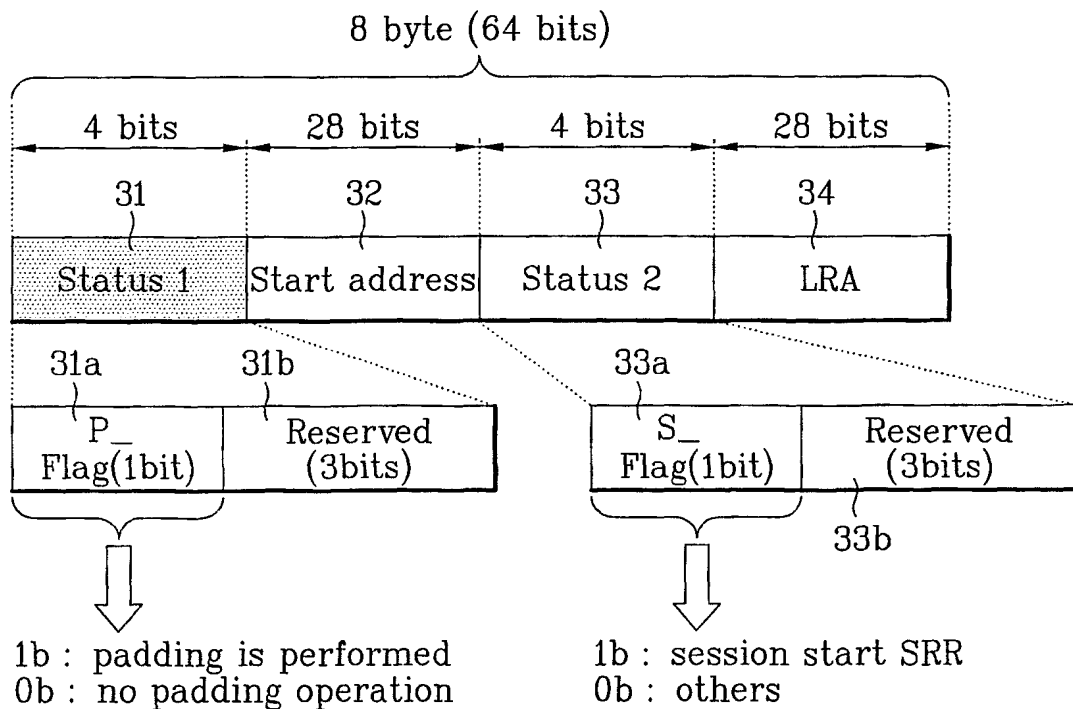 8 byte (64 bits)
4 bits 28 bits 4 bits 28 bits
31 32 33 34
Status 1 Start address Status 2 LRA
31a 31b 33a
P_ Reserved S_ Reserved
Flag(1bit) (3bits) Flag(1bit) (3bits)
33b
1b : padding is performed 1b : session start SRR
0b : no padding operation 0b : others